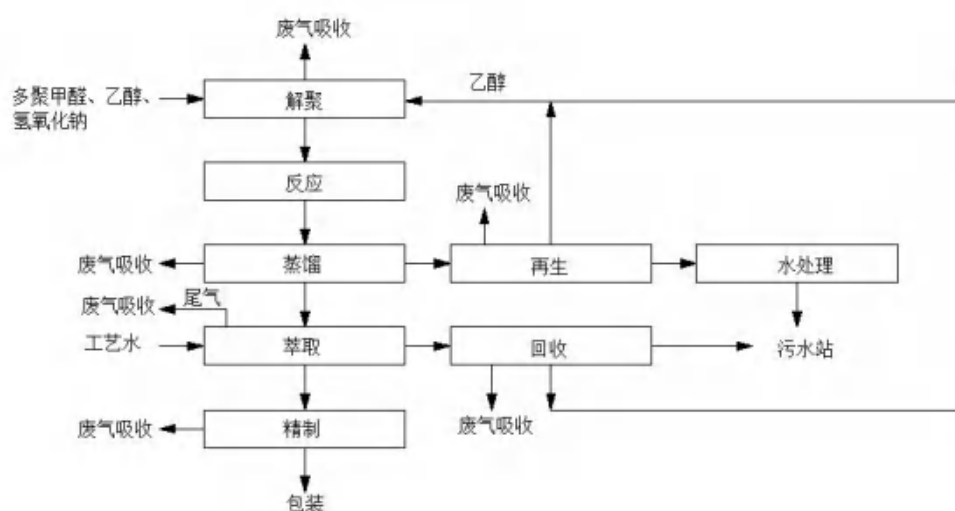 废气吸收
乙醇
多聚甲醛、乙醇、
氢氧化钠
解聚
反应
废气吸收
废气吸收
蒸馏
再生
水处理
废气吸收
尾气
工艺水
萃取
回收
污水站
废气吸收
精制
废气吸收
包装